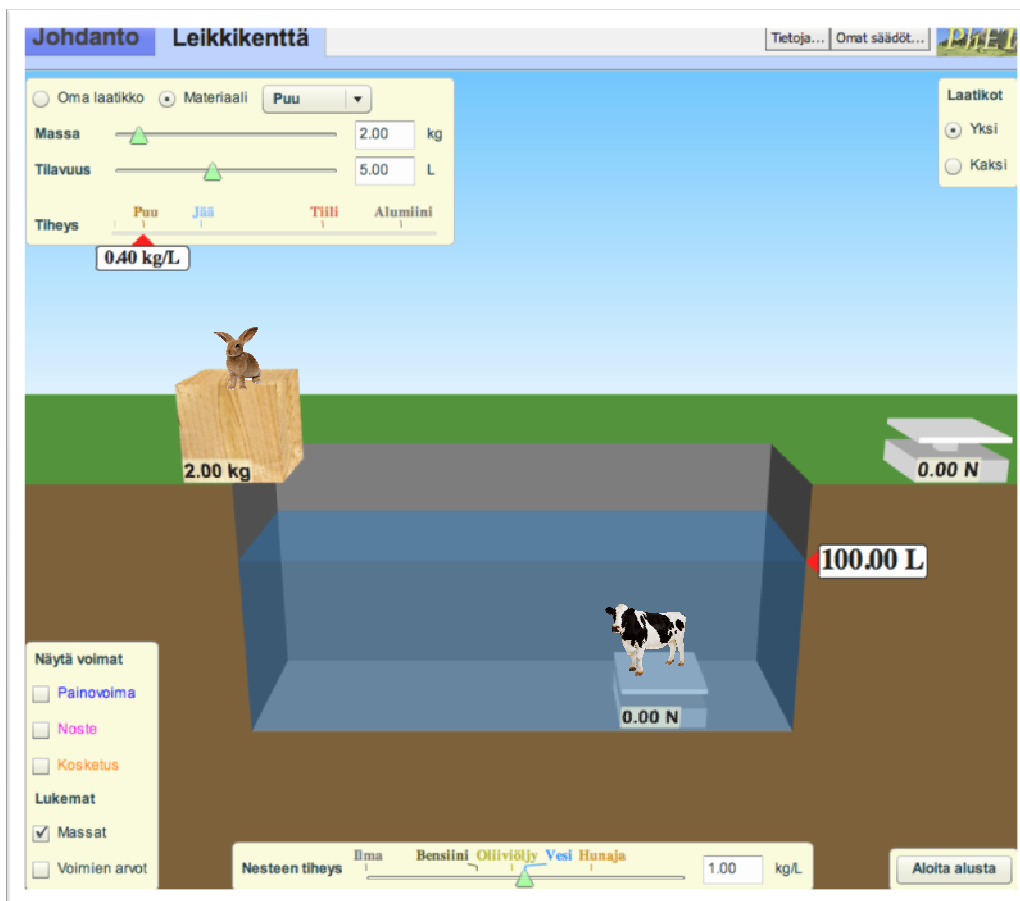 Johdanto Leikkikenttä Tietoja... Omat säädöt... PhET
Oma laatikko Materiaali Puu
Massa 2.00 kg
Tilavuus 5.00 L
Puu Jää Tiili Alumiini
Tiheys
0.40 kg/L
Laatikot
Yksi
Kaksi
2.00 kg
0.00 N
100.00 L
0.00 N
Näytä voimat
Painovoima
Noste
Kosketus
Lukemat
Massat
Voimien arvot
Ilma Bensiini Oliiviöljy Vesi Hunaja
Nesteen tiheys 1.00 kg/L
Aloita alusta